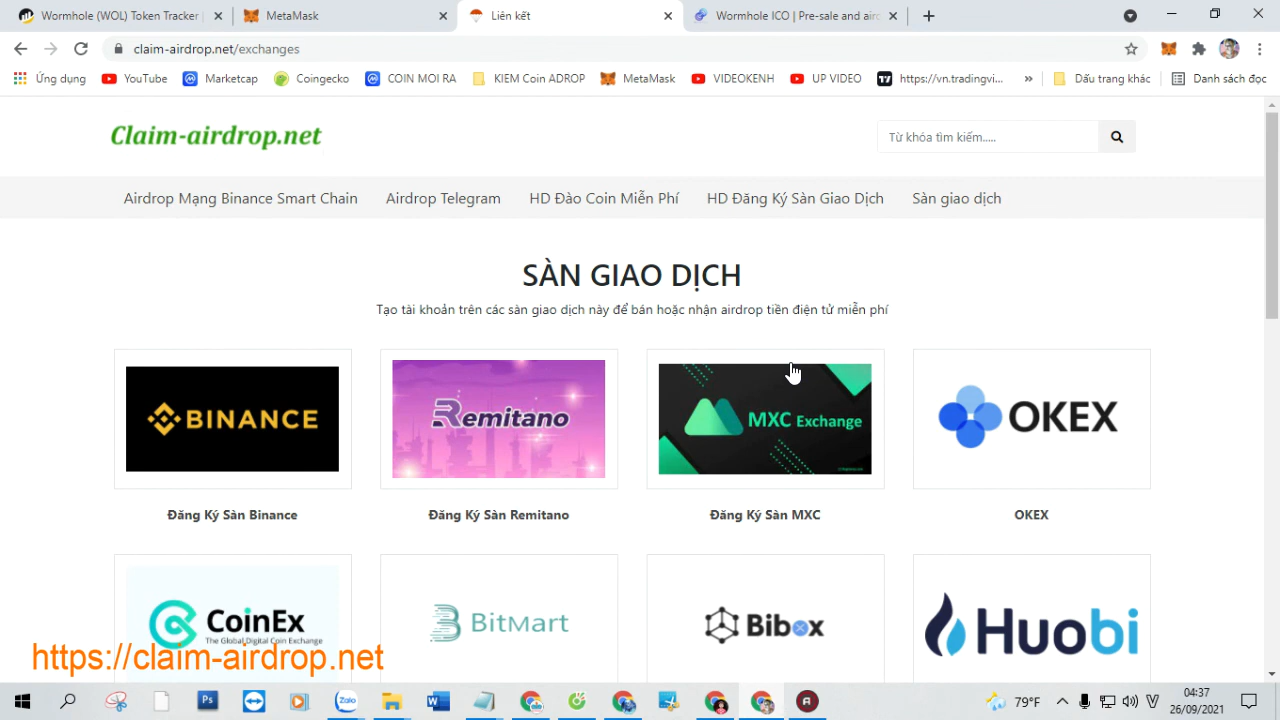 Wormhole (WOL) Token Tracker
MetaMask
Liên kết
Wormhole ICO | Pre-sale and airc
claim-airdrop.net/exchanges
Ứng dụng
YouTube
Marketcap
Coingecko
COIN MOI RA
KIEM Coin ADROP
MetaMask
VIDEOKENH
UP VIDEO
https://vn.tradingvi...
»
Dấu trang khác
Danh sách đọc
Claim-airdrop.net
Từ khóa tìm kiếm.....
Airdrop Mạng Binance Smart Chain
Airdrop Telegram
HD Đào Coin Miễn Phí
HD Đăng Ký Sàn Giao Dịch
Sàn giao dịch
SÀN GIAO DỊCH
Tạo tài khoản trên các sàn giao dịch này để bán hoặc nhận airdrop tiền điện tử miễn phí
BINANCE
Remitano
MXC Exchange
OKEX
Đăng Ký Sàn Binance
Đăng Ký Sàn Remitano
Đăng Ký Sàn MXC
OKEX
CoinEx
The Global Digital Coin Exchange
BitMart
Bibox
Huobi
https://claim-airdrop.net
Ps
Zalo
W
A
79°F
V
04:37
26/09/2021